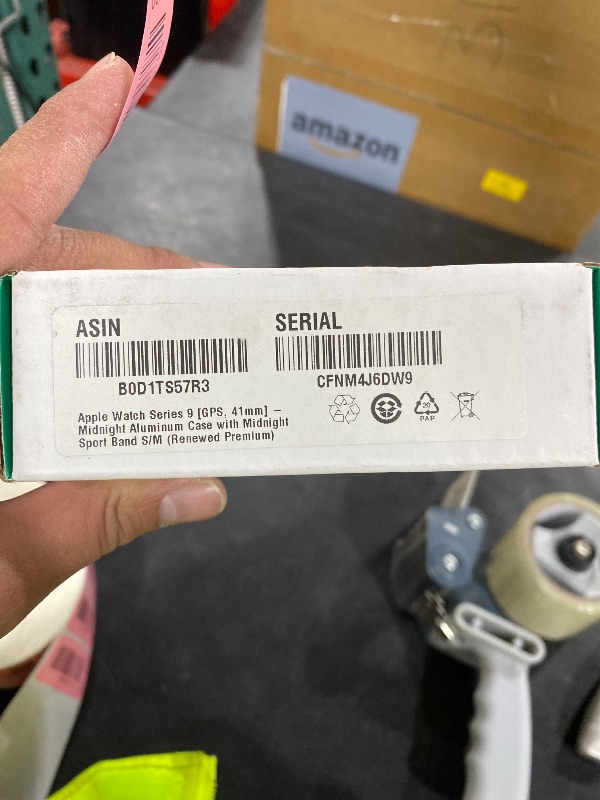 amazon
ASIN
B0D1TS57R3
SERIAL
CFNM4J6DW9
Apple Watch Series 9 [GPS, 41mm] –
Midnight Aluminum Case with Midnight
Sport Band S/M (Renewed Premium)
20
PAP